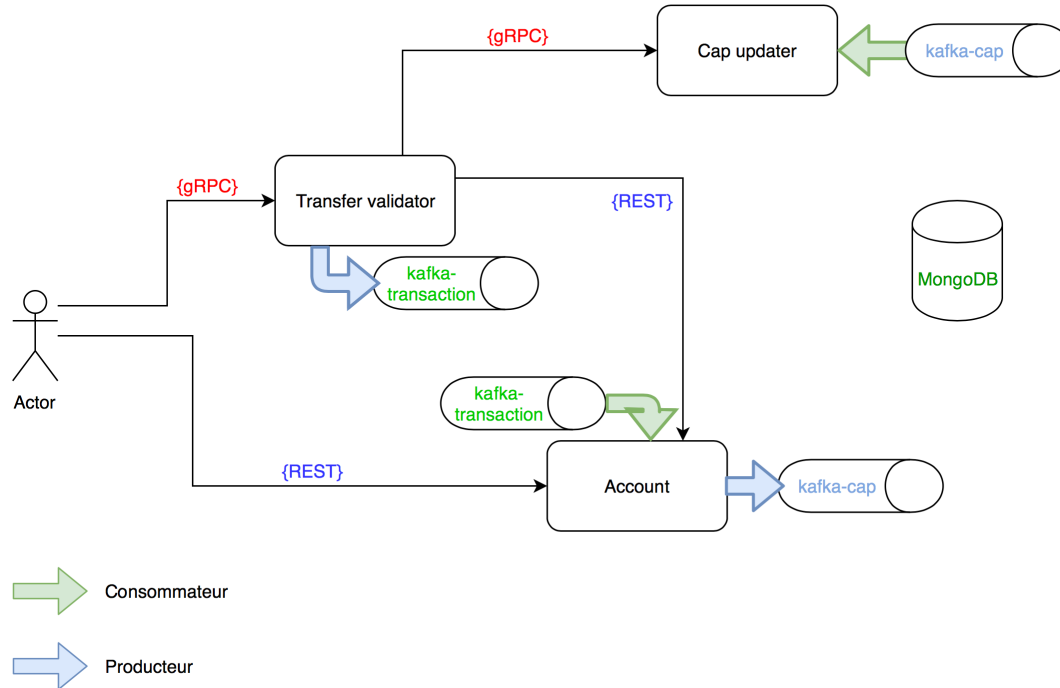 {gRPC}
Cap updater
kafka-cap
{gRPC}
Transfer validator
{REST}
kafka-
transaction
MongoDB
Actor
kafka-
transaction
{REST}
Account
kafka-cap
Consommateur
Producteur